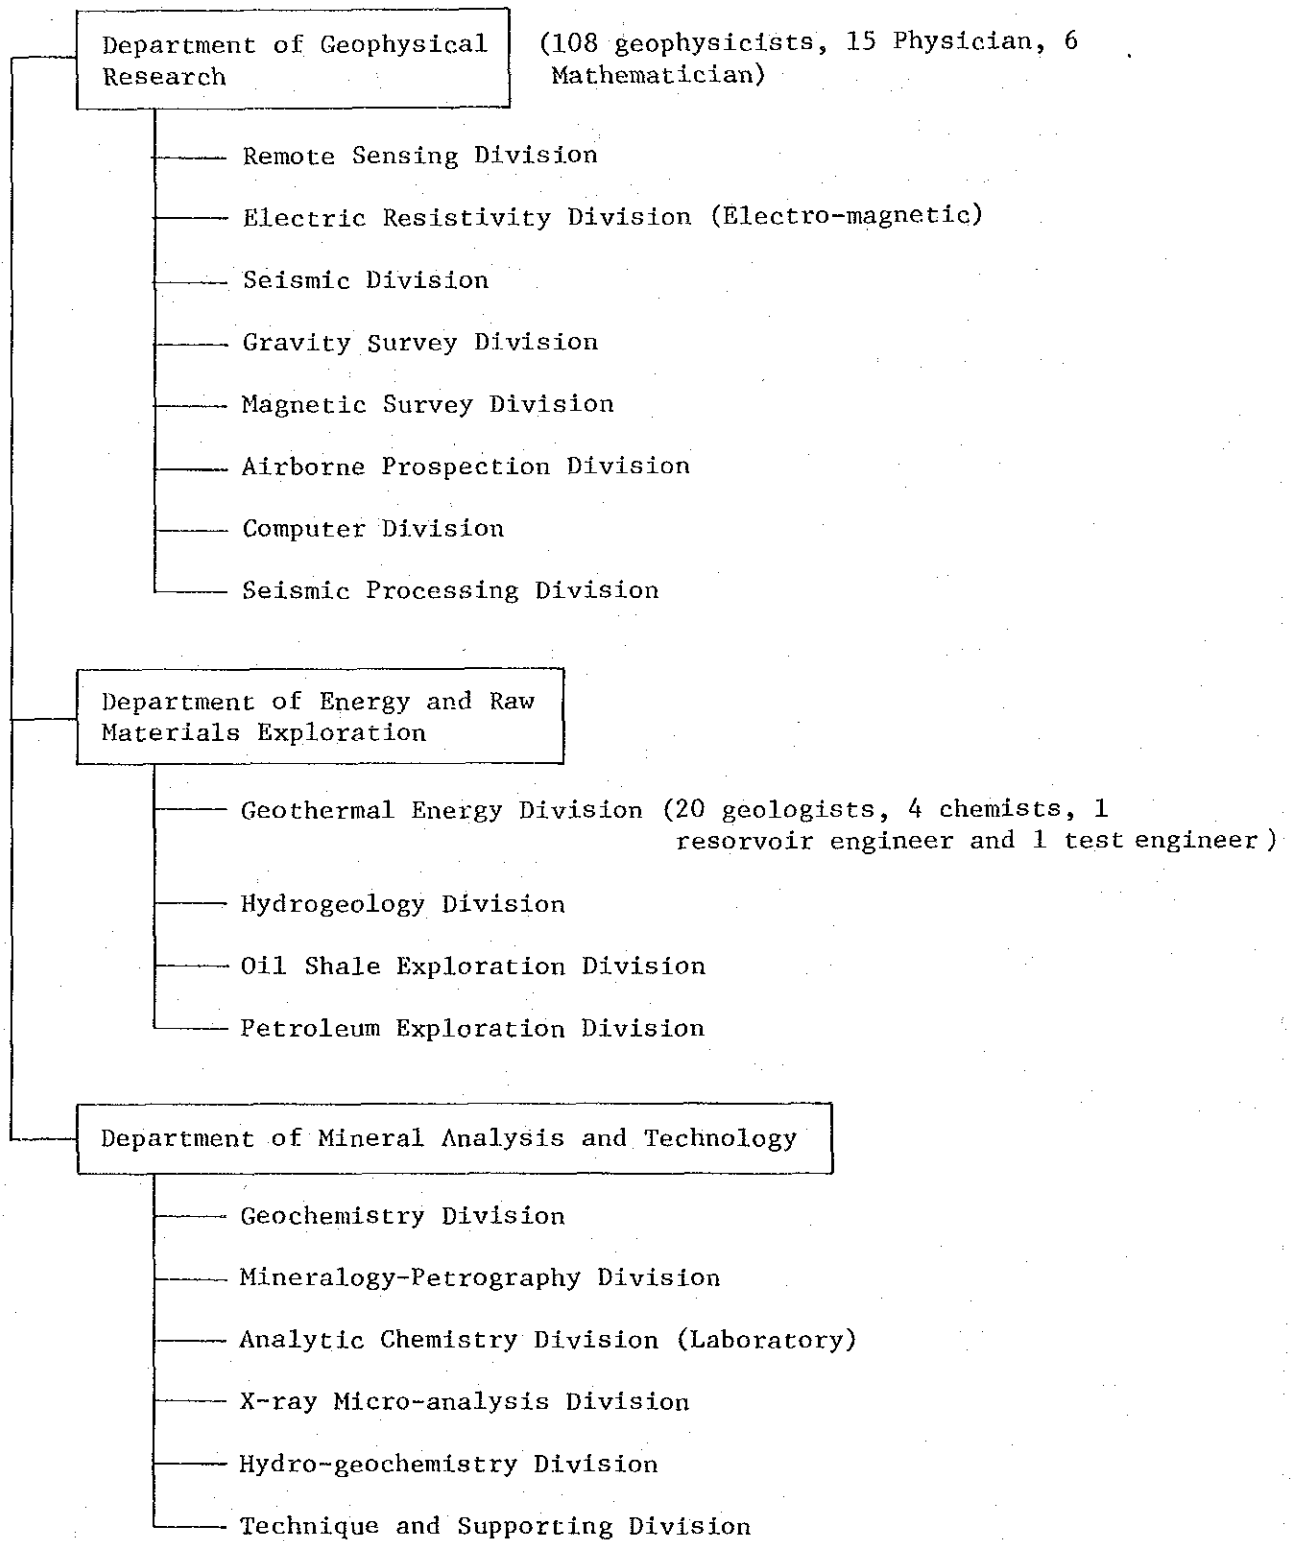 Department of Geophysical
Research
(108 geophysicists, 15 Physician, 6
Mathematician)
Remote Sensing Division
Electric Resistivity Division (Electro-magnetic)
Seismic Division
Gravity Survey Division
Magnetic Survey Division
Airborne Prospection Division
Computer Division
Seismic Processing Division
Department of Energy and Raw
Materials Exploration
Geothermal Energy Division (20 geologists, 4 chemists, 1
resorvoir engineer and 1 test engineer)
Hydrogeology Division
Oil Shale Exploration Division
Petroleum Exploration Division
Department of Mineral Analysis and Technology
Geochemistry Division
Mineralogy-Petrography Division
Analytic Chemistry Division (Laboratory)
X-ray Micro-analysis Division
Hydro-geochemistry Division
Technique and Supporting Division